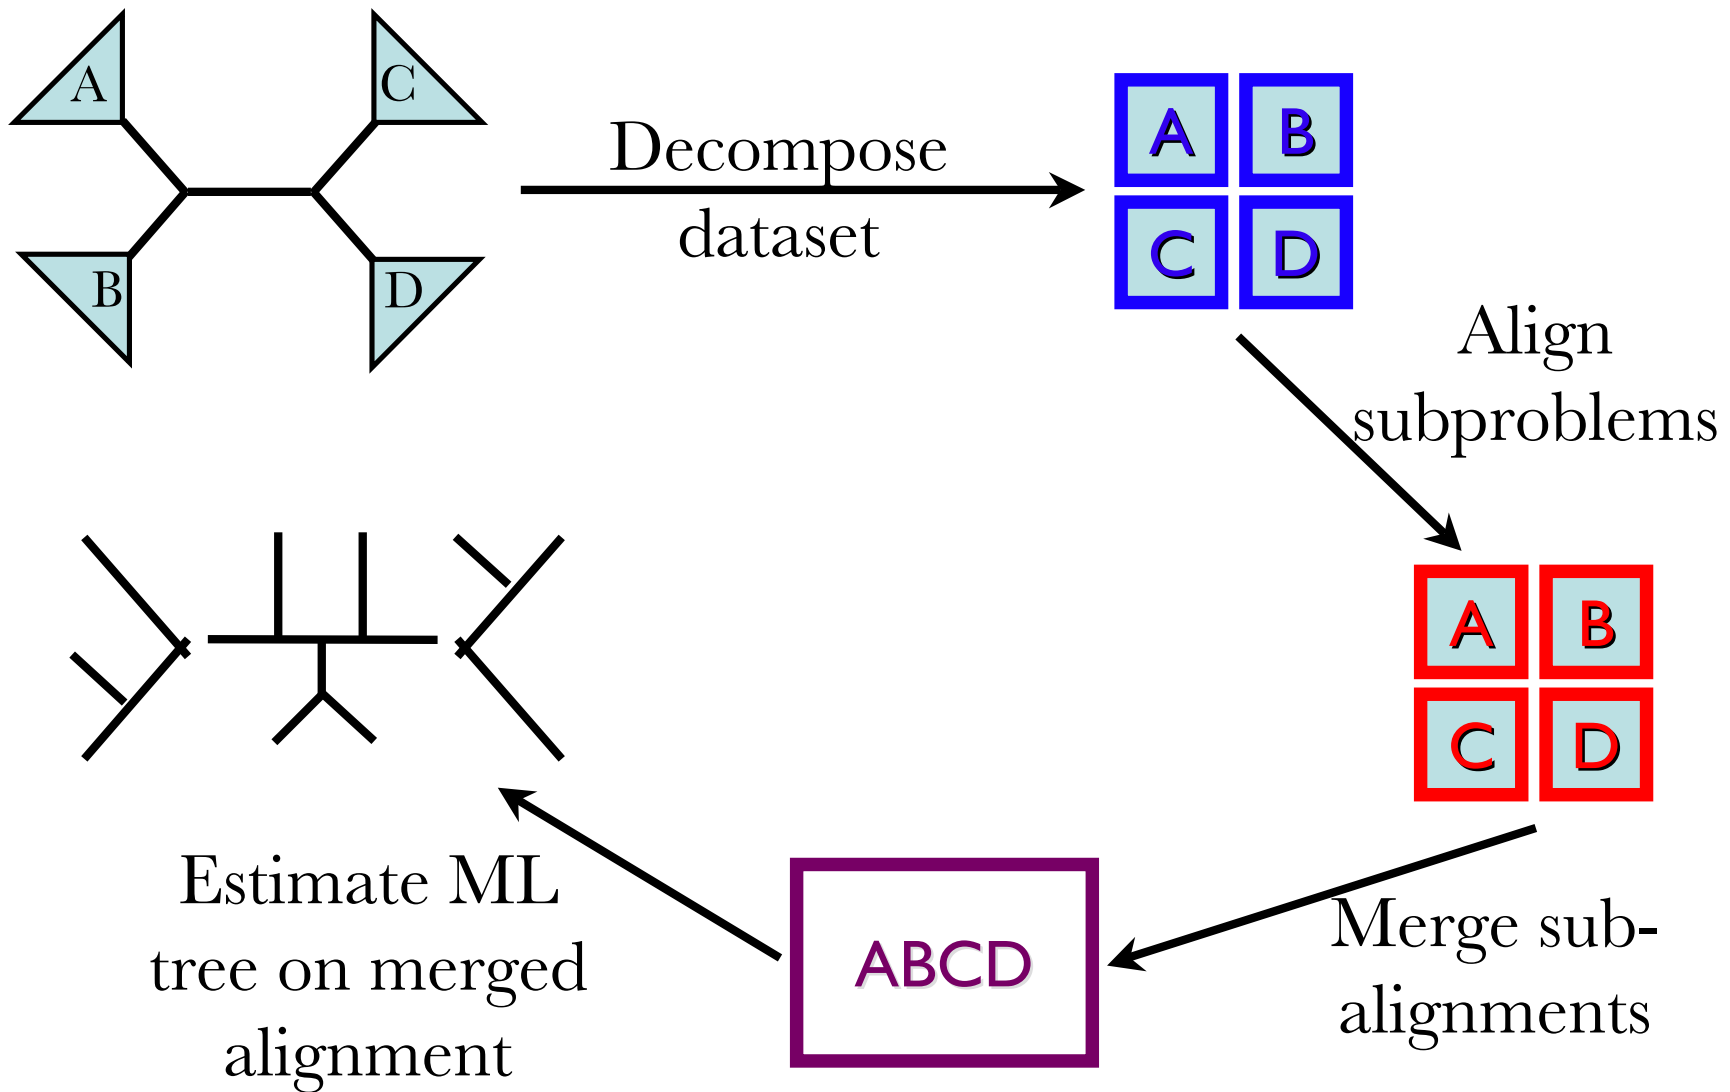 A
C
B
D
Decompose
dataset
A B
C D
Align
subproblems
A B
C D
Merge sub-
alignments
ABCD
Estimate ML
tree on merged
alignment